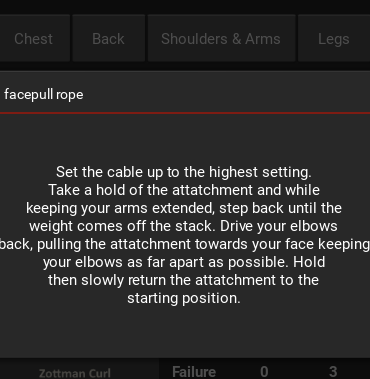 Chest Back Shoulders & Arms Legs
facepull rope
Set the cable up to the highest setting.
Take a hold of the attatchment and while
keeping your arms extended, step back until the
weight comes off the stack. Drive your elbows
back, pulling the attatchment towards your face keeping
your elbows as far apart as possible. Hold
then slowly return the attatchment to the
starting position.
Zottman Curl Failure 0 3